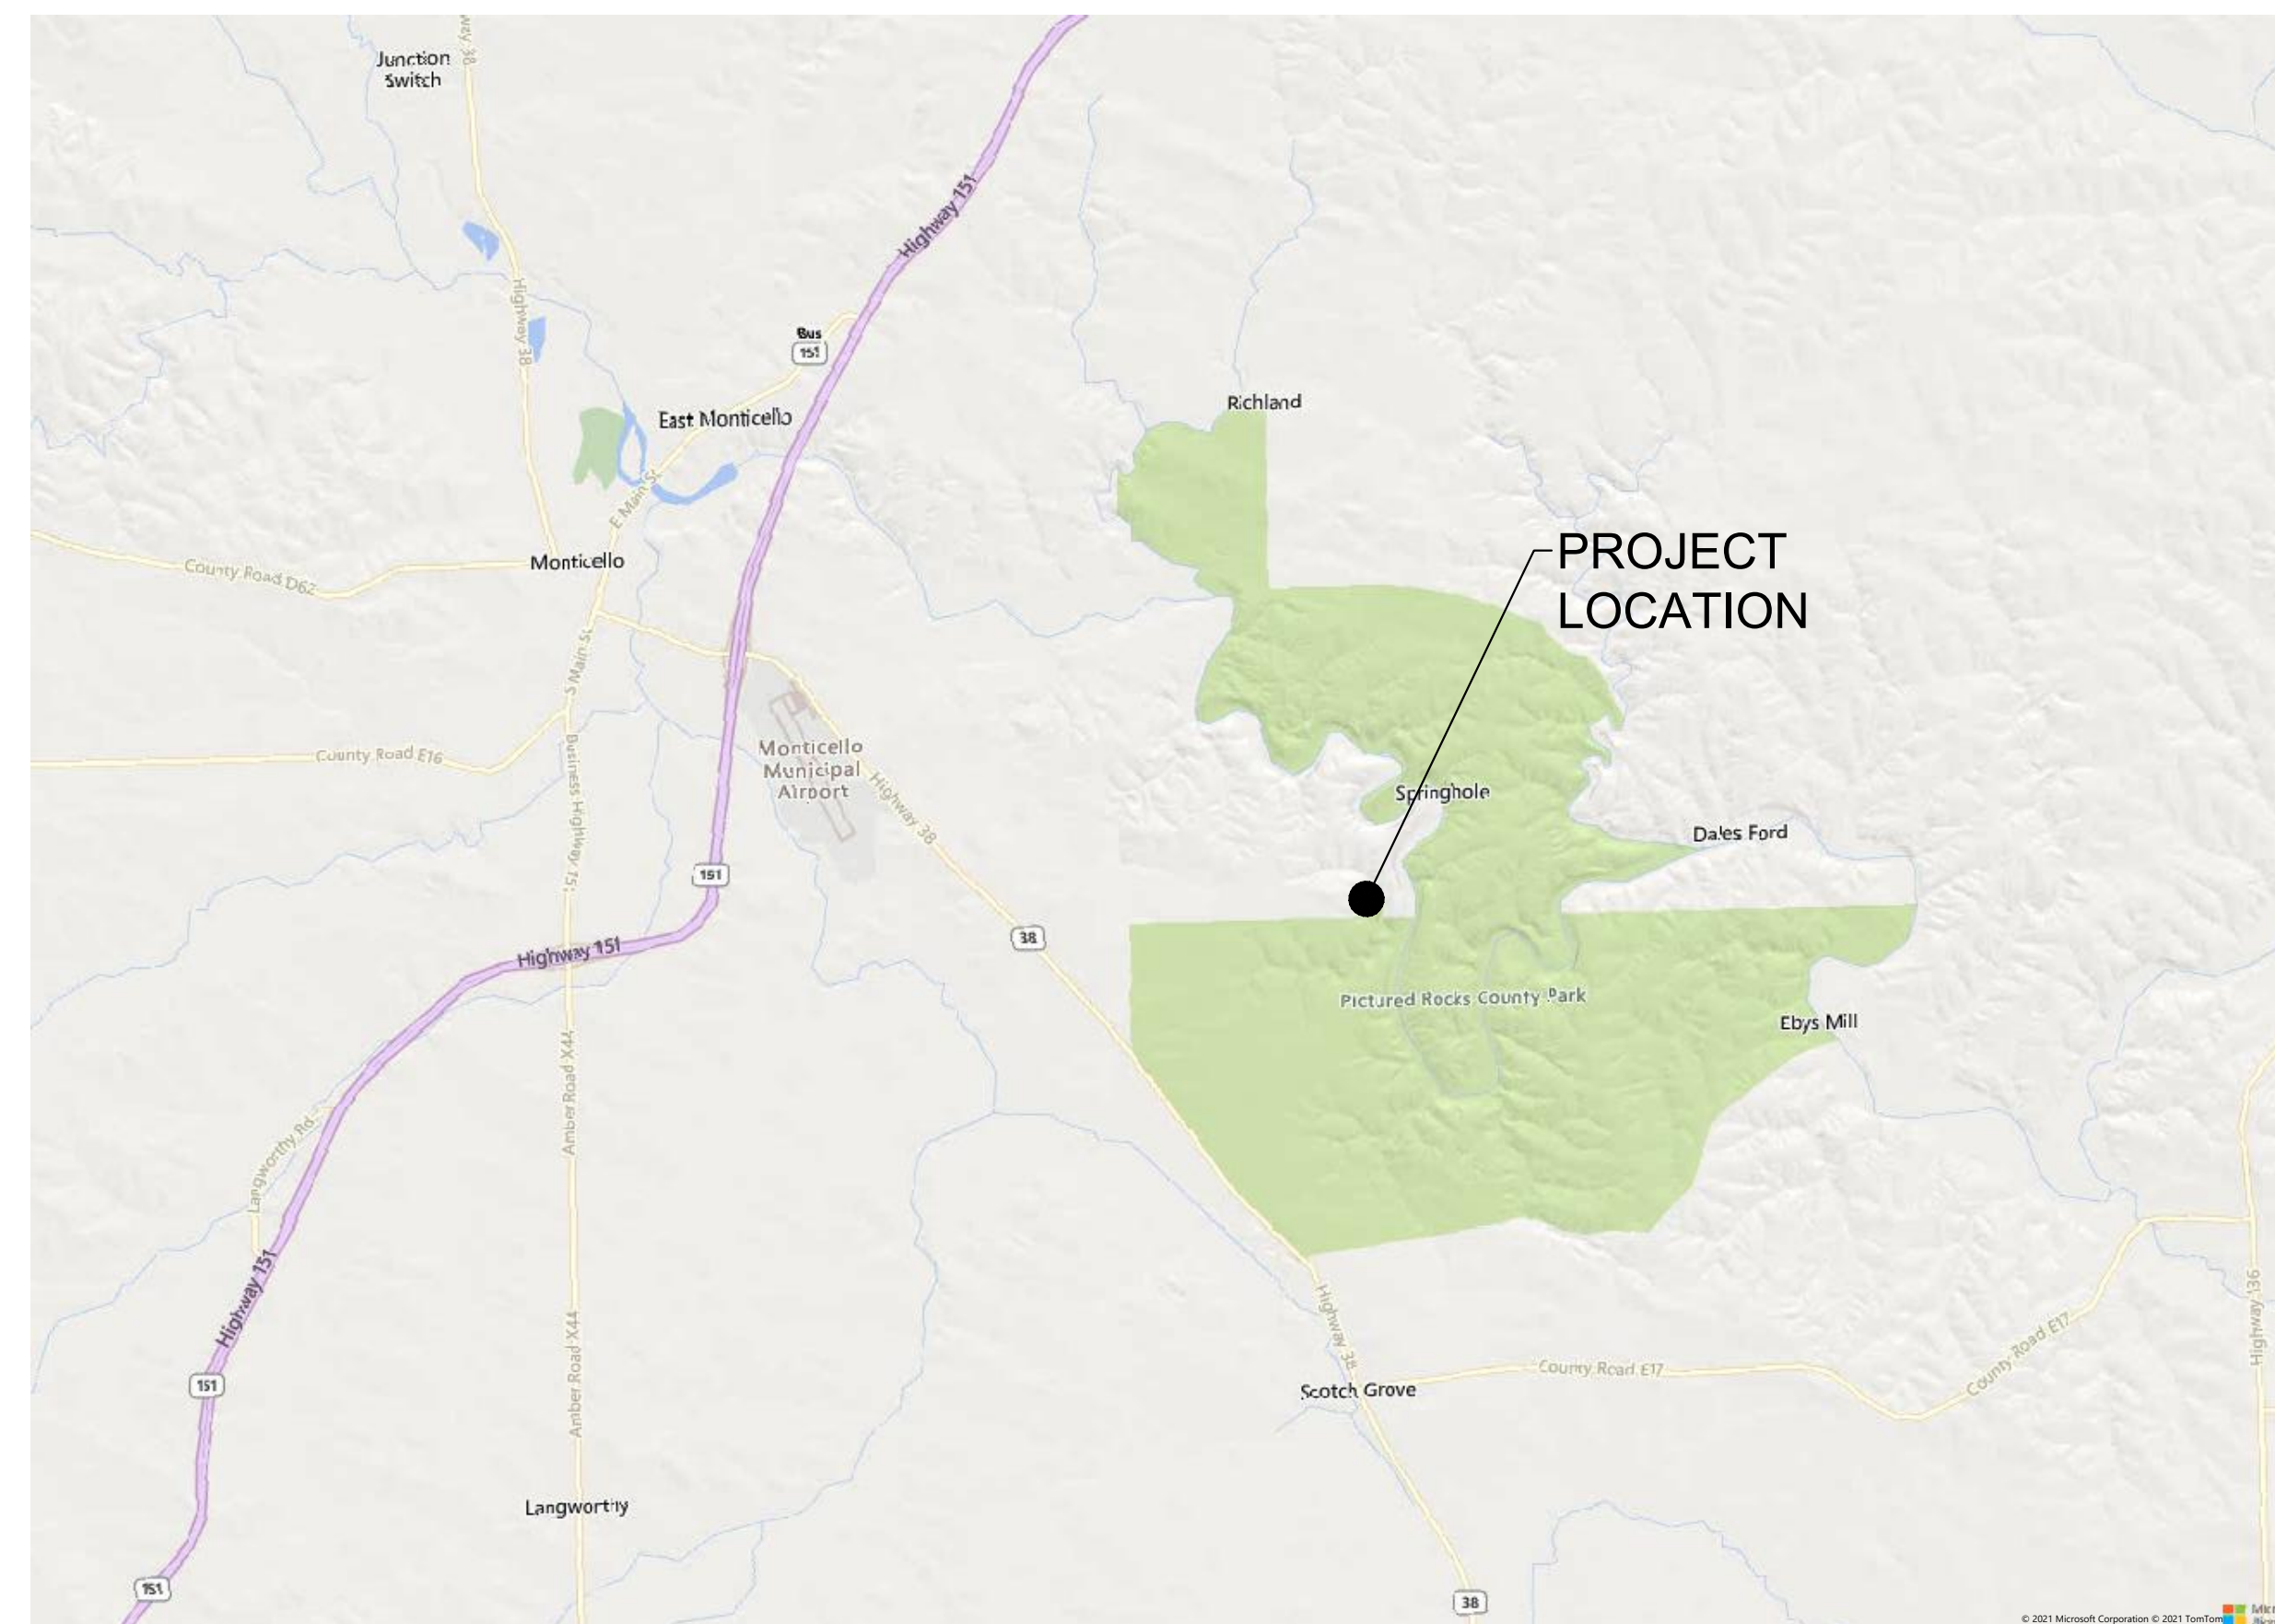 Junction
Switch
Highway 38
Highway 151
Bus
151
East Monticello
Richland
E Main St
Monticello
County Road D62
PROJECT
LOCATION
S Main St
County Road E16
Monticello
Municipal
Airport
Highway 38
Business Highway 151
Springhole
Dales Ford
151
38
Highway 151
Pictured Rocks County Park
Ebys Mill
Amber Road X44
Langworthy Rd
Highway 151
Highway 38
Highway 136
County Road E17
County Road E17
Amber Road X44
151
Scotch Grove
Langworthy
151
38
© 2021 Microsoft Corporation © 2021 TomTom